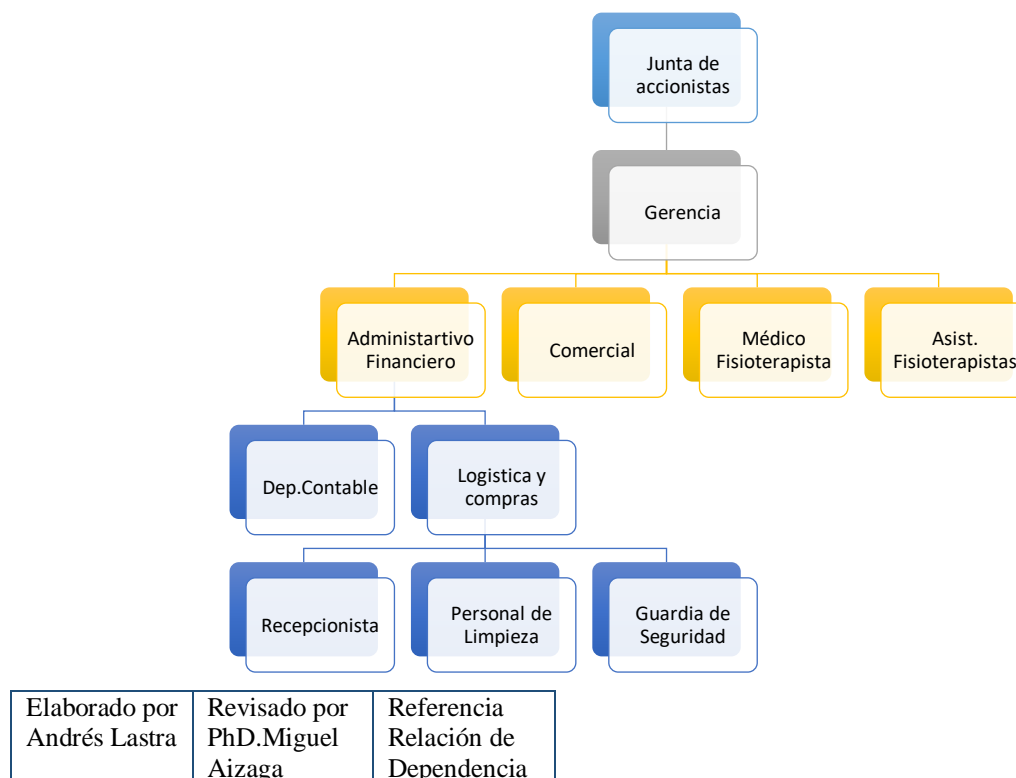 Junta de
accionistas
Gerencia
Administartivo
Financiero
Comercial
Médico
Fisioterapista
Asist.
Fisioterapistas
Dep.Contable
Logistica y
compras
Recepcionista
Personal de
Limpieza
Guardia de
Seguridad
Elaborado por
Andrés Lastra
Revisado por
PhD.Miguel
Aizaga
Referencia
Relación de
Dependencia